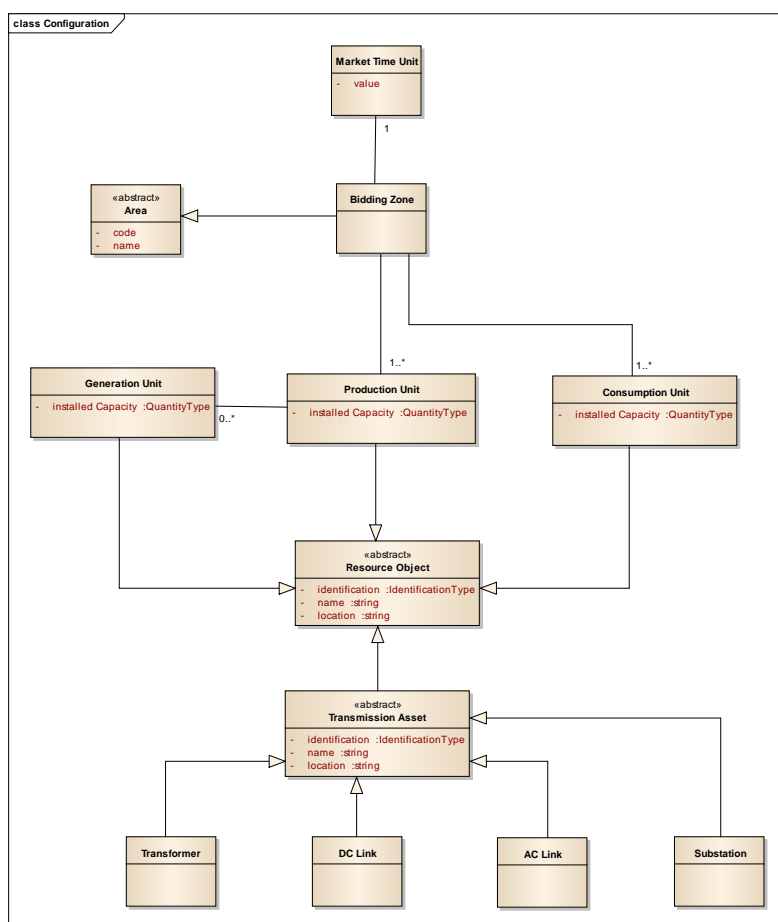 class Configuration
Market Time Unit
- value
1
«abstract»
Area
- code
- name
Bidding Zone
1..*
1..*
Generation Unit
- installed Capacity :QuantityType
0..*
Production Unit
- installed Capacity :QuantityType
Consumption Unit
- installed Capacity :QuantityType
«abstract»
Resource Object
- identification :IdentificationType
- name :string
- location :string
«abstract»
Transmission Asset
- identification :IdentificationType
- name :string
- location :string
Transformer
DC Link
AC Link
Substation